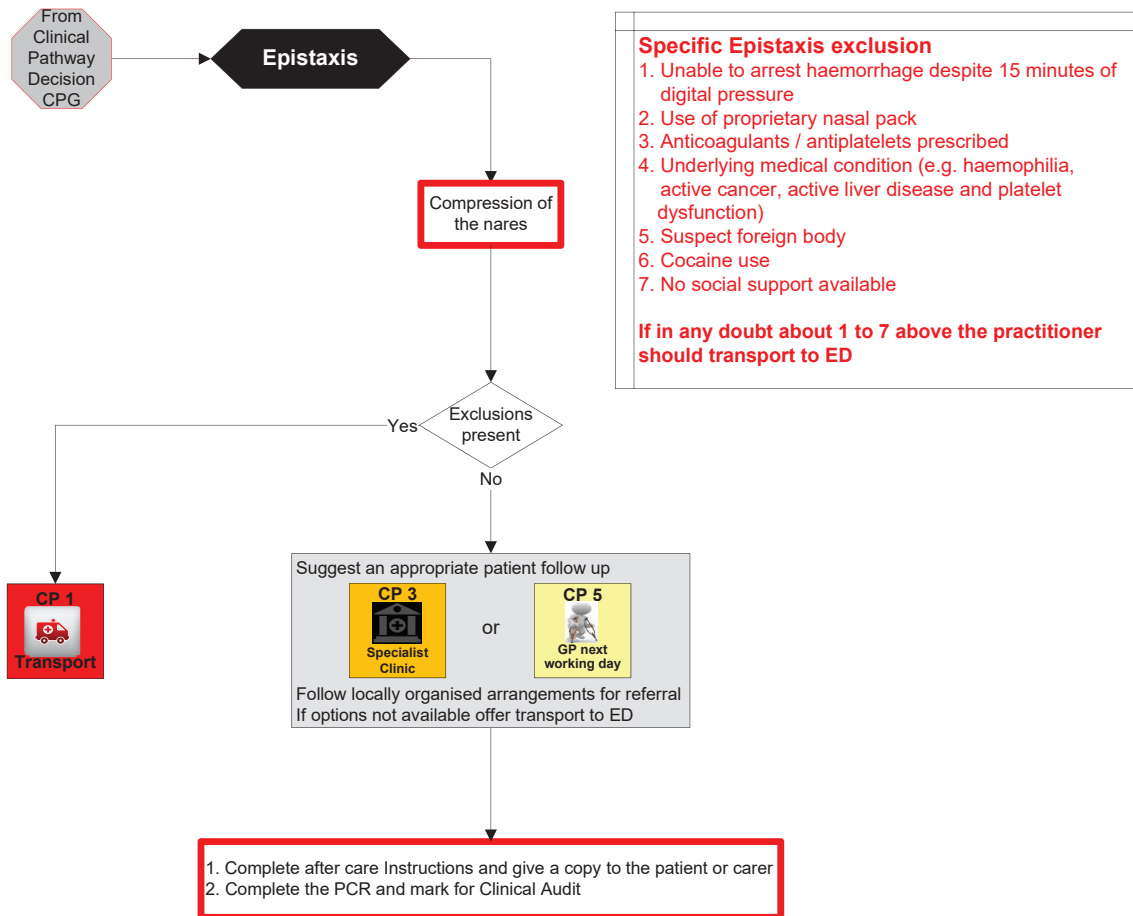 From
Clinical
Pathway
Decision
CPG
Epistaxis
Specific Epistaxis exclusion
1. Unable to arrest haemorrhage despite 15 minutes of
digital pressure
2. Use of proprietary nasal pack
3. Anticoagulants / antiplatelets prescribed
4. Underlying medical condition (e.g. haemophilia,
active cancer, active liver disease and platelet
dysfunction)
5. Suspect foreign body
6. Cocaine use
7. No social support available
If in any doubt about 1 to 7 above the practitioner
should transport to ED
Compression of
the nares
Exclusions
present
Yes
No
CP 1
Transport
Suggest an appropriate patient follow up
CP 3
Specialist
Clinic
or
CP 5
GP next
working day
Follow locally organised arrangements for referral
If options not available offer transport to ED
1. Complete after care Instructions and give a copy to the patient or carer
2. Complete the PCR and mark for Clinical Audit